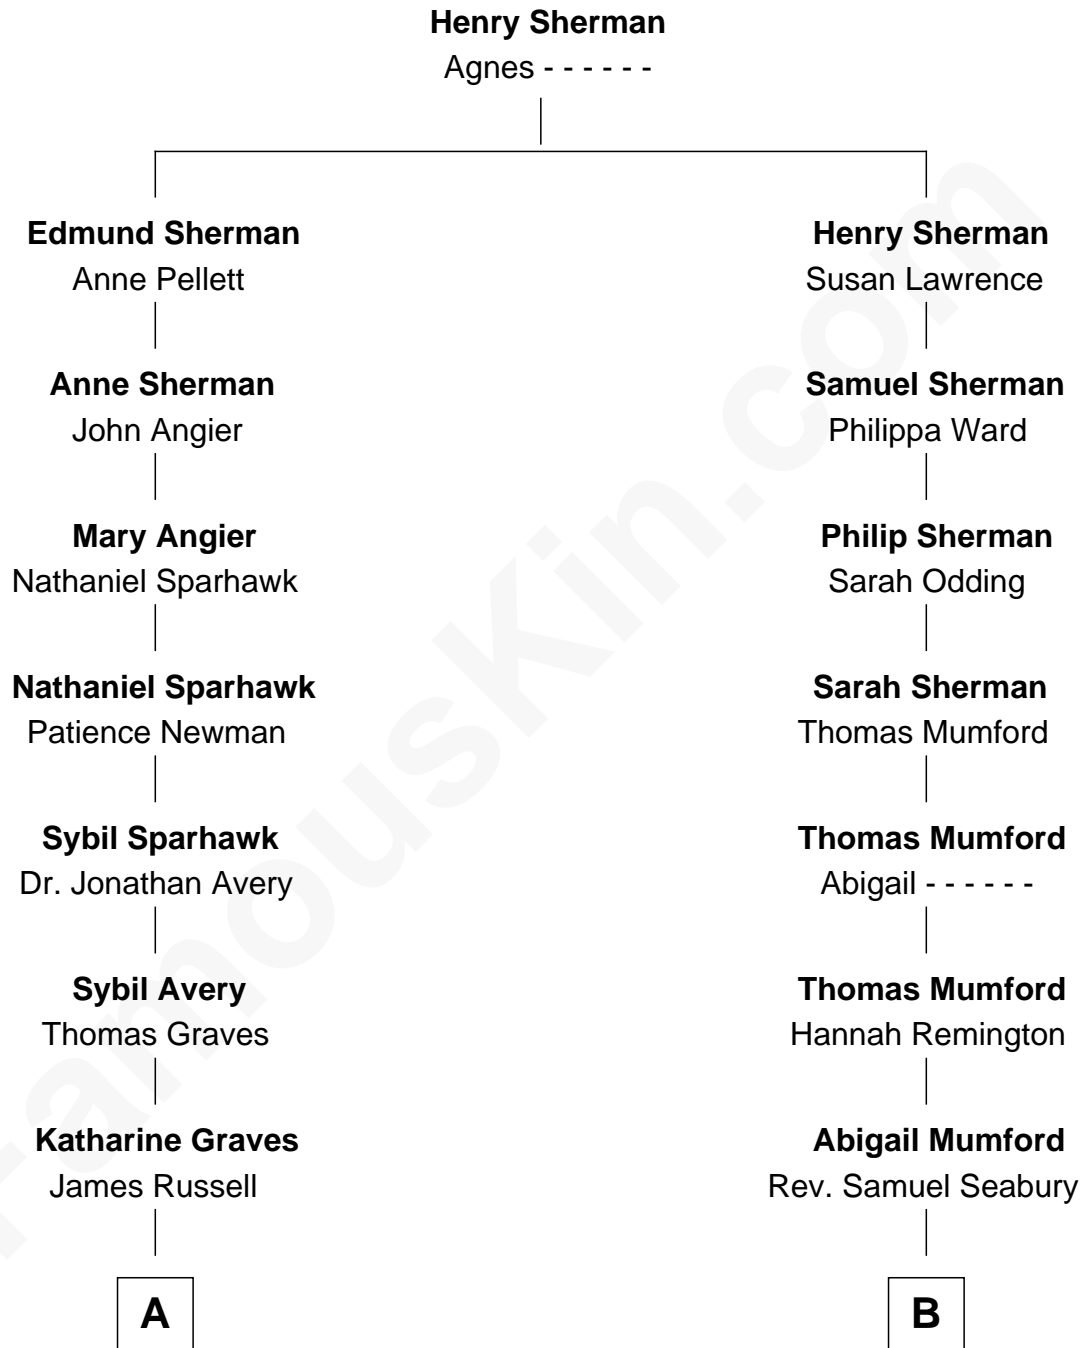 Henry Sherman
Agnes - - - - - -
Edmund Sherman
Anne Pellett
Henry Sherman
Susan Lawrence
Anne Sherman
John Angier
Samuel Sherman
Philippa Ward
Mary Angier
Nathaniel Sparhawk
Philip Sherman
Sarah Odding
Nathaniel Sparhawk
Patience Newman
Sarah Sherman
Thomas Mumford
Sybil Sparhawk
Dr. Jonathan Avery
Thomas Mumford
Abigail - - - - - -
Sybil Avery
Thomas Graves
Thomas Mumford
Hannah Remington
Katharine Graves
James Russell
Abigail Mumford
Rev. Samuel Seabury
A
B
FamousKin.com